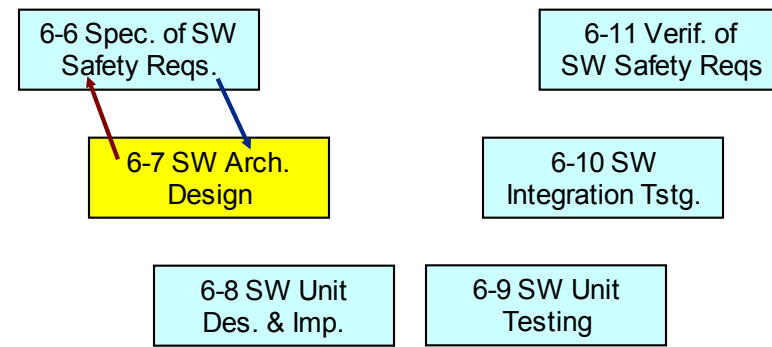 6-6 Spec. of SW
Safety Reqs.
6-11 Verif. of
SW Safety Reqs
6-7 SW Arch.
Design
6-10 SW
Integration Tstg.
6-8 SW Unit
Des. & Imp.
6-9 SW Unit
Testing